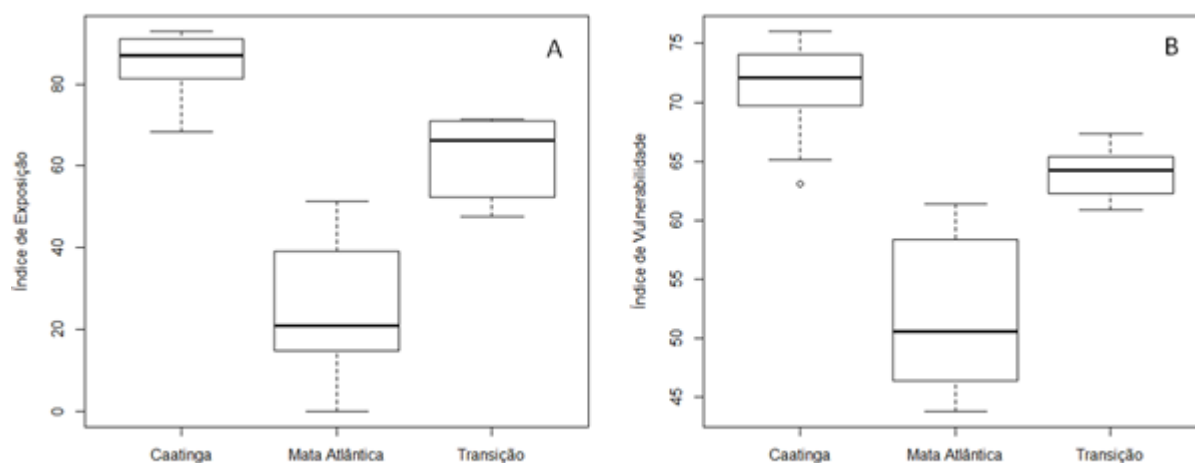 A
Índice de Exposição
80
60
40
20
0
Caatinga Mata Atlântica Transição
B
Índice de Vulnerabilidade
75
70
65
60
55
50
45
Caatinga Mata Atlântica Transição